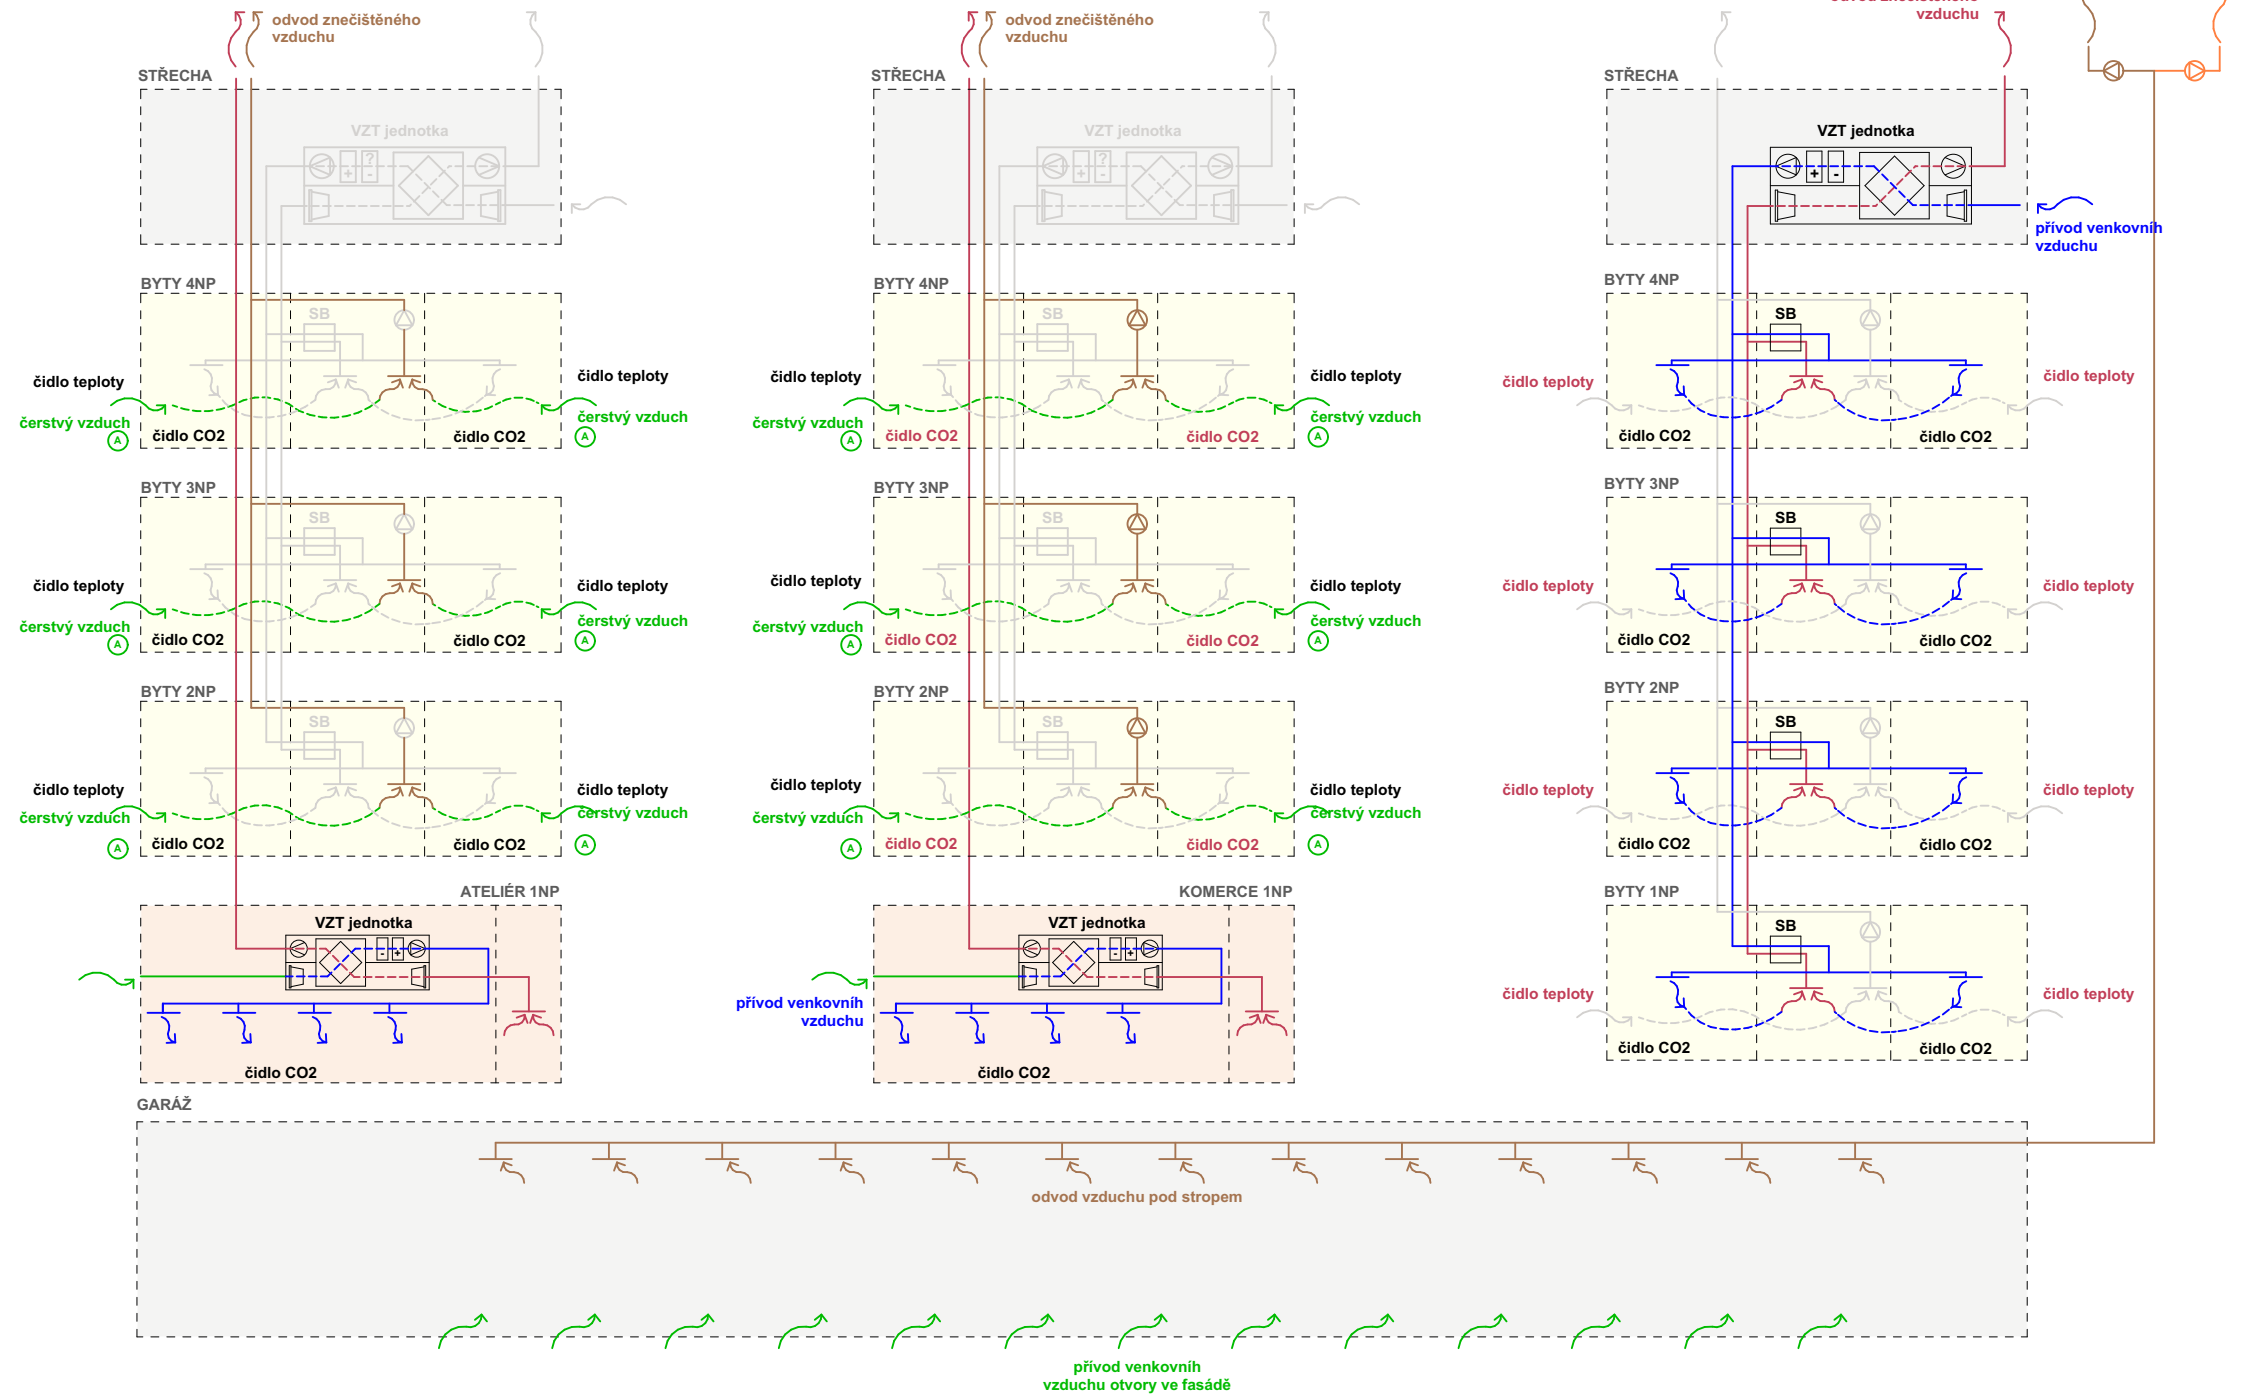 odvod znečištěného
vzduchu
STŘECHA
VZT jednotka
?
+
-
BYTY 4NP
SB
čidlo teploty
čidlo teploty
čerstvý vzduch
A
čerstvý vzduch
A
čidlo CO2
čidlo CO2
BYTY 3NP
SB
čidlo teploty
čidlo teploty
čerstvý vzduch
A
čerstvý vzduch
A
čidlo CO2
čidlo CO2
BYTY 2NP
SB
čidlo teploty
čidlo teploty
čerstvý vzduch
A
čerstvý vzduch
A
čidlo CO2
čidlo CO2
ATELIÉR 1NP
VZT jednotka
- +
čidlo CO2
odvod znečištěného
vzduchu
STŘECHA
VZT jednotka
?
+
-
BYTY 4NP
SB
čidlo teploty
čidlo teploty
čerstvý vzduch
A
čerstvý vzduch
A
čidlo CO2
čidlo CO2
BYTY 3NP
SB
čidlo teploty
čidlo teploty
čerstvý vzduch
A
čerstvý vzduch
A
čidlo CO2
čidlo CO2
BYTY 2NP
SB
čidlo teploty
čidlo teploty
čerstvý vzduch
A
čerstvý vzduch
A
čidlo CO2
čidlo CO2
KOMERCE 1NP
VZT jednotka
- +
přívod venkovníh
vzduchu
čidlo CO2
vzduchu
STŘECHA
VZT jednotka
+ -
přívod venkovníh
vzduchu
BYTY 4NP
SB
čidlo teploty
čidlo teploty
čidlo CO2
čidlo CO2
BYTY 3NP
SB
čidlo teploty
čidlo teploty
čidlo CO2
čidlo CO2
BYTY 2NP
SB
čidlo teploty
čidlo teploty
čidlo CO2
čidlo CO2
BYTY 1NP
SB
čidlo teploty
čidlo teploty
čidlo CO2
čidlo CO2
GARÁŽ
odvod vzduchu pod stropem
přívod venkovníh
vzduchu otvory ve fasádě